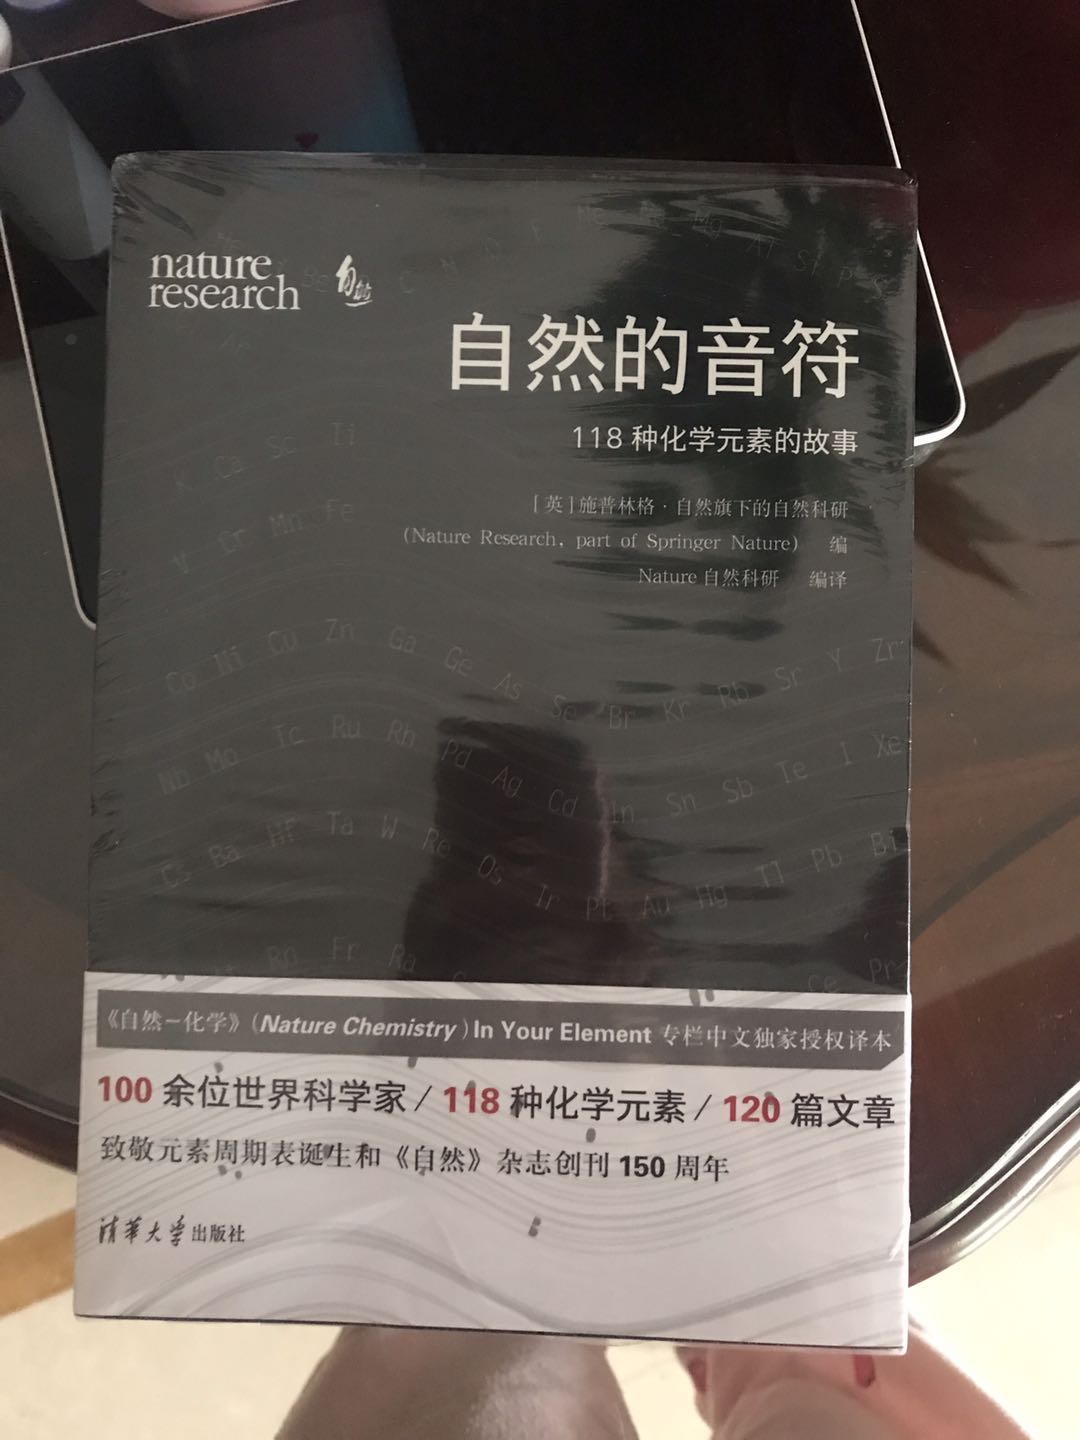 nature
research 自然
自然的音符
118 种化学元素的故事
[英]施普林格·自然旗下的自然科研
(Nature Research, part of Springer Nature) 编
Nature 自然科研 编译
C N O F Ne Na Mg Al Si P S
K Ca Sc Ti
V Cr Mn Fe
Co Ni Cu Zn Ga Ge As Se Br Kr Rb Sr Y Zr
Nb Mo Tc Ru Rh Pd Ag Cd In Sn Sb Te I Xe
Cs Ba Hf Ta W Re Os Ir Pt Au Hg Tl Pb Bi
Rn Fr Ra Ce Pr
《自然-化学》(Nature Chemistry)In Your Element 专栏中文独家授权译本
100 余位世界科学家 / 118 种化学元素 / 120 篇文章
致敬元素周期表诞生和《自然》杂志创刊 150 周年
清华大学出版社